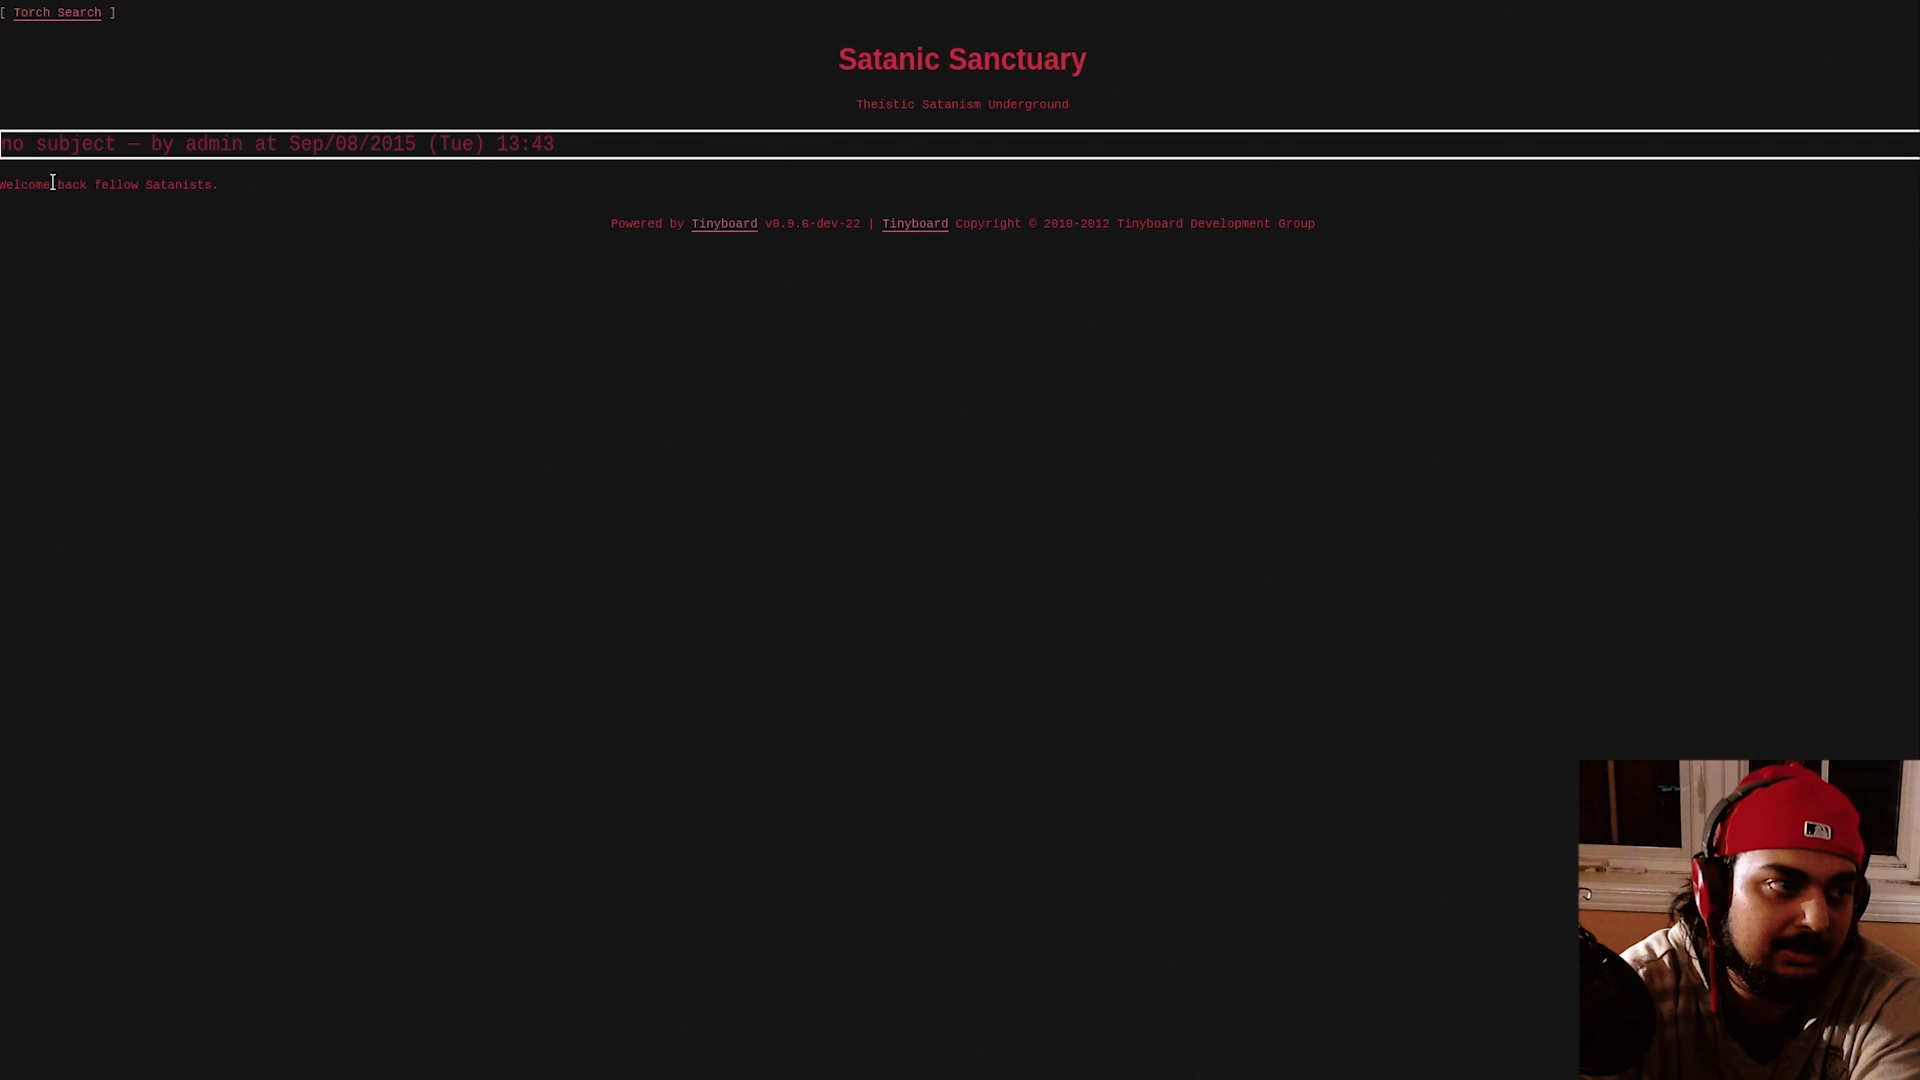 [ Torch Search ]
Satanic Sanctuary
Theistic Satanism Underground
no subject — by admin at Sep/08/2015 (Tue) 13:43
Welcome back fellow Satanists.
Powered by Tinyboard v0.9.6-dev-22 | Tinyboard Copyright © 2010-2012 Tinyboard Development Group